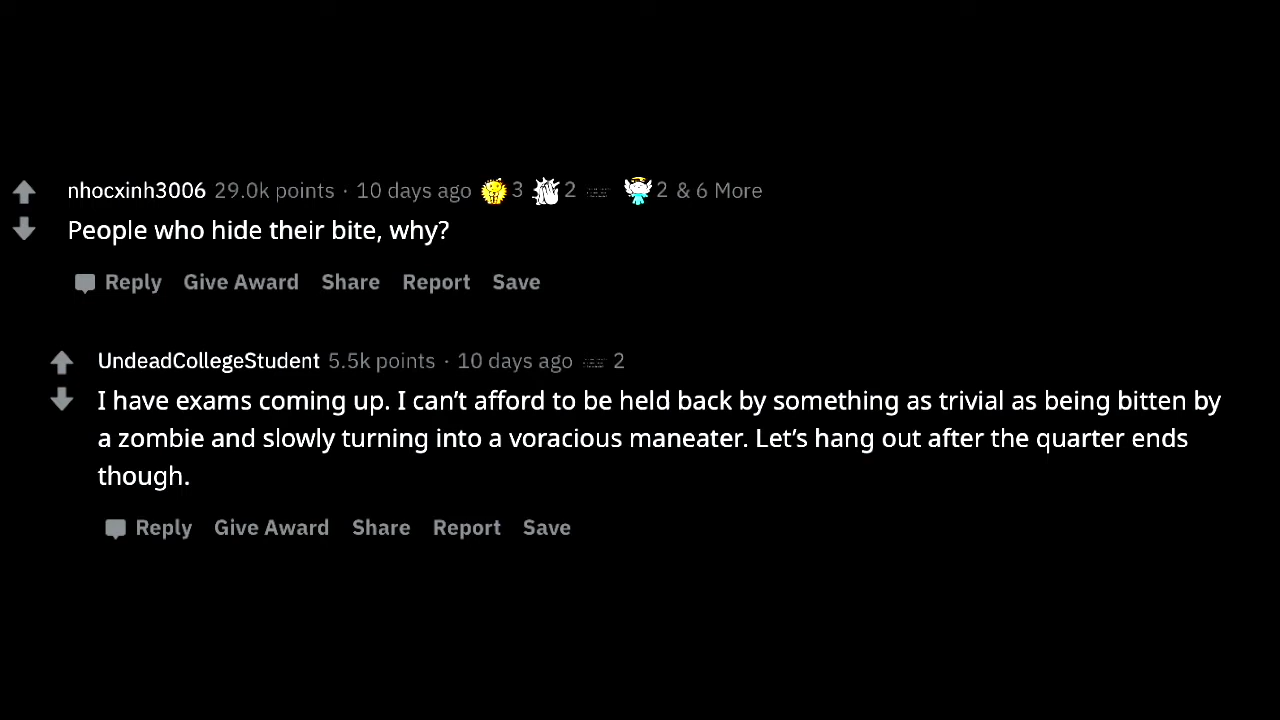 nhocxinh3006 29.0k points · 10 days ago 3 2 2 & 6 More
People who hide their bite, why?
Reply Give Award Share Report Save
UndeadCollegeStudent 5.5k points · 10 days ago 2
I have exams coming up. I can't afford to be held back by something as trivial as being bitten by
a zombie and slowly turning into a voracious maneater. Let's hang out after the quarter ends
though.
Reply Give Award Share Report Save